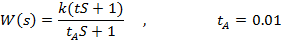 W(s) = k(tS + 1) / (t_A S + 1) , t_A = 0.01